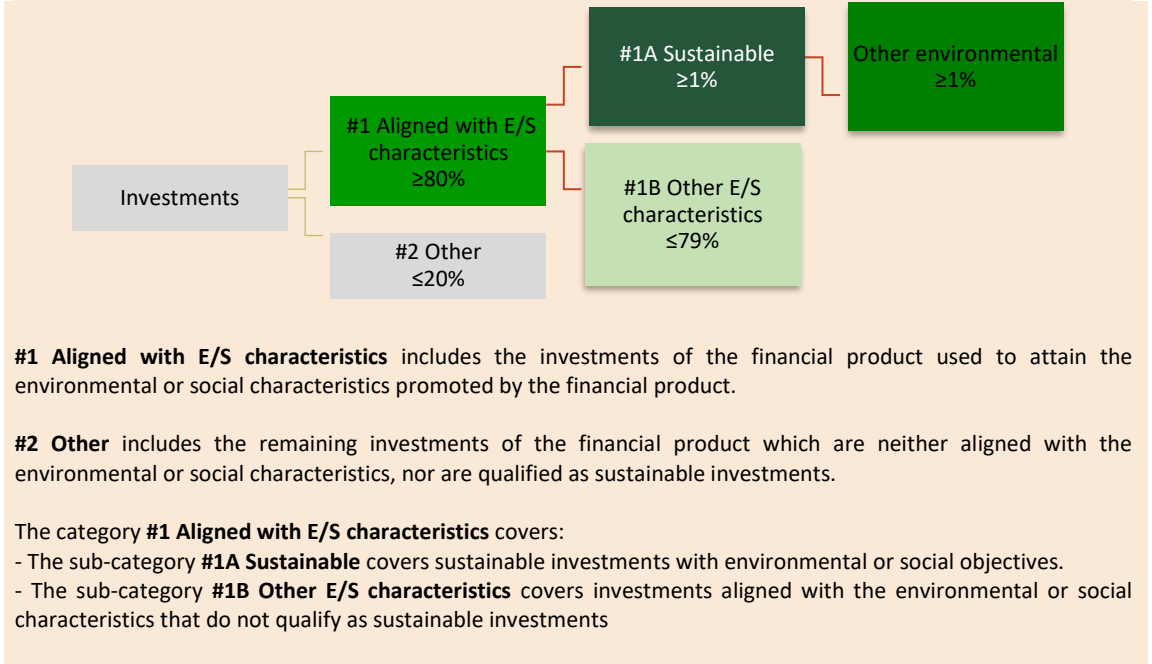 #1A Sustainable
≥1%
Other environmental
≥1%
#1 Aligned with E/S
characteristics
≥80%
Investments
#1B Other E/S
characteristics
≤79%
#2 Other
≤20%
#1 Aligned with E/S characteristics includes the investments of the financial product used to attain the
environmental or social characteristics promoted by the financial product.
#2 Other includes the remaining investments of the financial product which are neither aligned with the
environmental or social characteristics, nor are qualified as sustainable investments.
The category #1 Aligned with E/S characteristics covers:
- The sub-category #1A Sustainable covers sustainable investments with environmental or social objectives.
- The sub-category #1B Other E/S characteristics covers investments aligned with the environmental or social
characteristics that do not qualify as sustainable investments